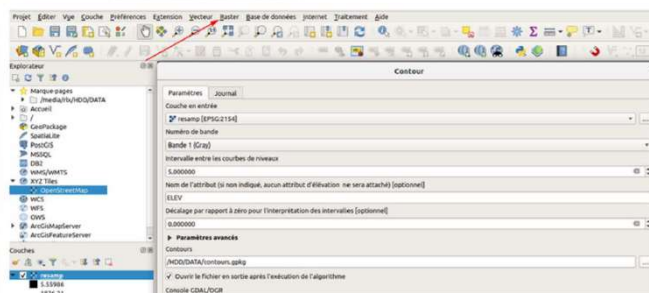 Projet Éditer Vue Couche Préférences Extension Vecteur Raster Base de données Internet Traitement Aide
Explorateur
Marque-pages
/media/rlx/HDD/DATA
Accueil
/
GeoPackage
SpatiaLite
PostGIS
MSSQL
DB2
WMS/WMTS
XYZ Tiles
OpenStreetMap
WCS
WFS
OWS
ArcGisMapServer
ArcGisFeatureServer
Couches
resamp
5.55986
Contour
Paramètres Journal
Couche en entrée
resamp [EPSG:2154]
Numéro de bande
Bande 1 (Gray)
Intervalle entre les courbes de niveaux
5.000000
Nom de l'attribut (si non indiqué, aucun attribut d'élévation ne sera attaché) [optionnel]
ELEV
Décalage par rapport à zéro pour l'interprétation des intervalles [optionnel]
0.000000
Paramètres avancés
Contours
/HDD/DATA/contours.gpkg
Ouvrir le fichier en sortie après l'exécution de l'algorithme
Console GDAL/OGR